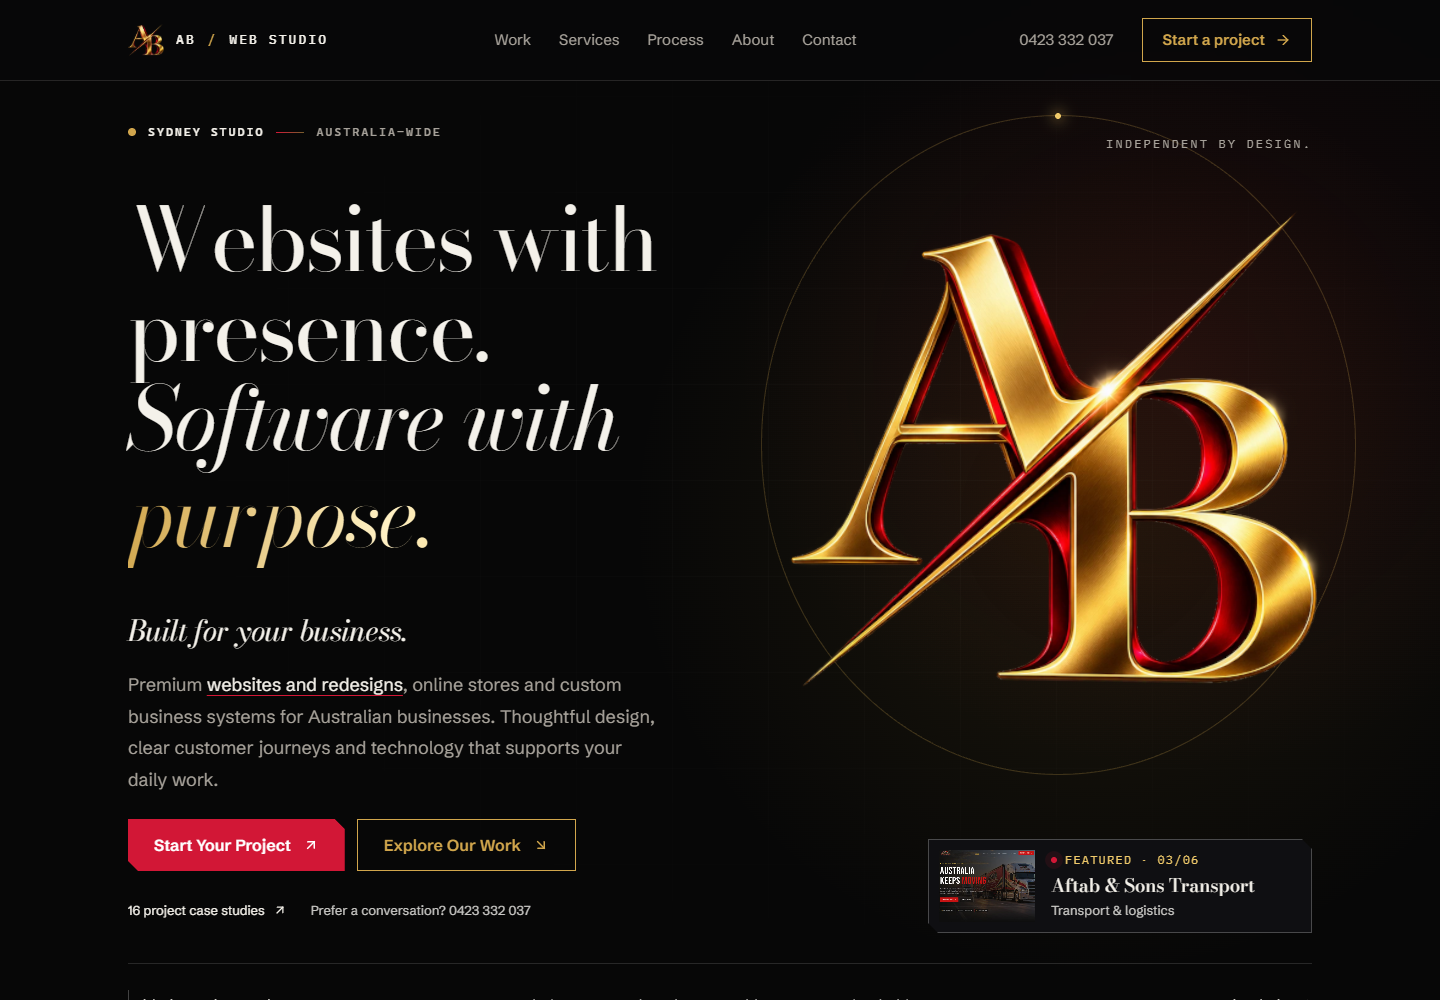 AB / WEB STUDIO
Work
Services
Process
About
Contact
0423 332 037
Start a project
SYDNEY STUDIO
AUSTRALIA-WIDE
INDEPENDENT BY DESIGN.
Websites with
presence.
Software with
purpose.
AB
Built for your business.
Premium websites and redesigns, online stores and custom
business systems for Australian businesses. Thoughtful design,
clear customer journeys and technology that supports your
daily work.
Start Your Project
Explore Our Work
16 project case studies
Prefer a conversation? 0423 332 037
AUSTRALIA
KEEPS MOVING
FEATURED · 03/06
Aftab & Sons Transport
Transport & logistics